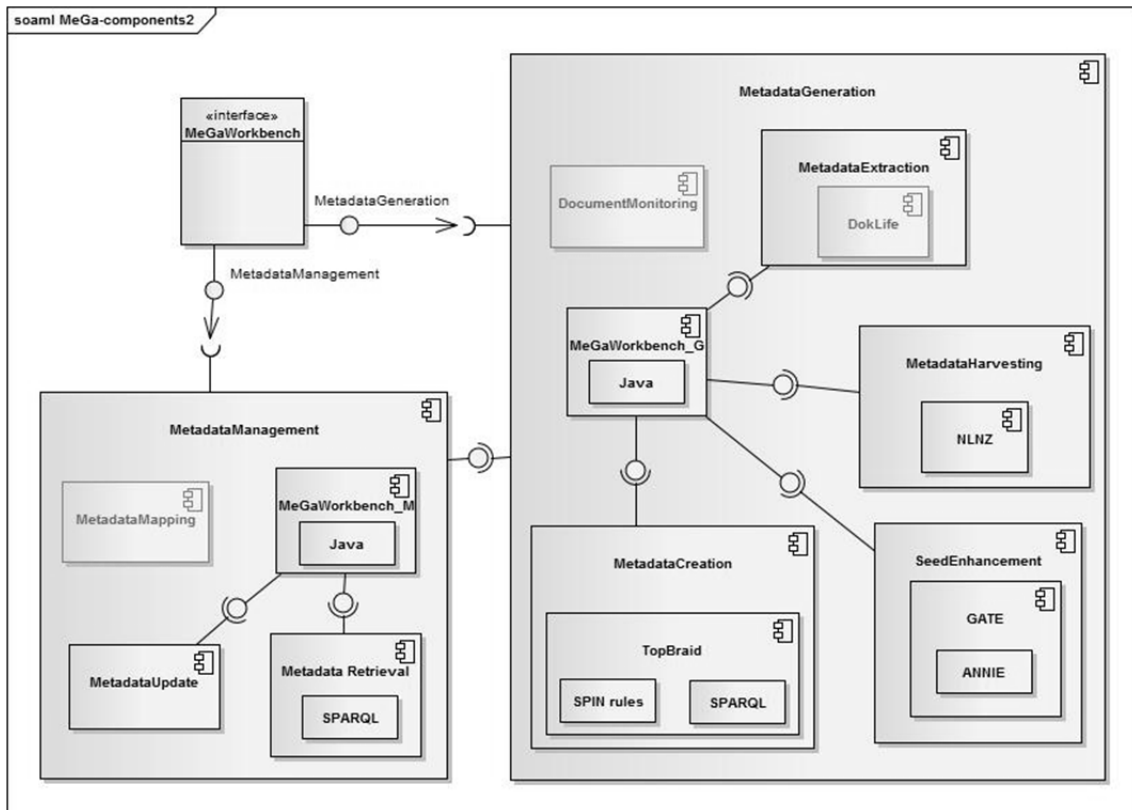 soaml MeGa-components2
«interface»
MeGaWorkbench
MetadataGeneration
MetadataManagement
MetadataGeneration
DocumentMonitoring
MetadataExtraction
DokLife
MeGaWorkbench_G
Java
MetadataHarvesting
NLNZ
MetadataCreation
TopBraid
SPIN rules
SPARQL
SeedEnhancement
GATE
ANNIE
MetadataManagement
MetadataMapping
MeGaWorkbench_M
Java
MetadataUpdate
Metadata Retrieval
SPARQL